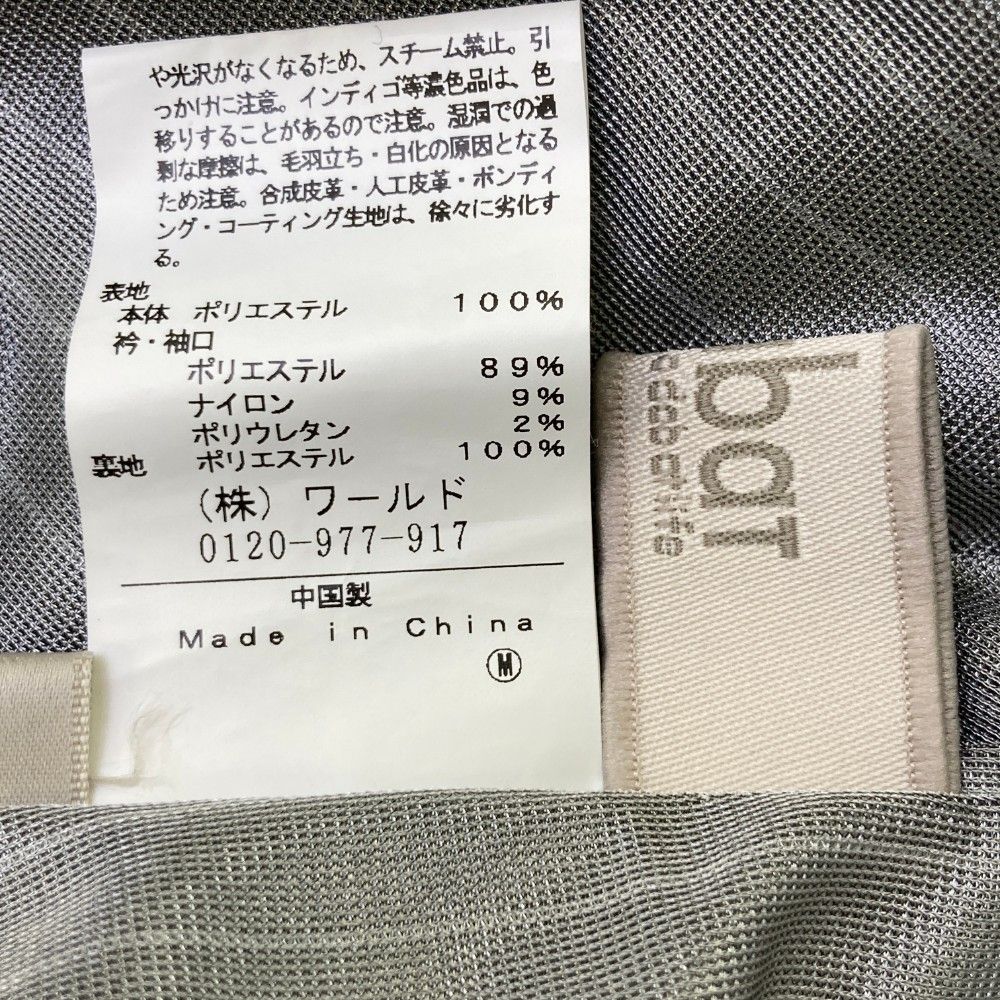 や光沢がなくなるため、スチーム禁止。引
っかけに注意。インディゴ等濃色品は、色
移りすることがあるので注意。湿潤での過
剰な摩擦は、毛羽立ち・白化の原因となる
ため注意。合成皮革・人工皮革・ボンディ
ング・コーティング生地は、徐々に劣化す
る。
表地
本体 ポリエステル 100%
衿・袖口
ポリエステル 89%
ナイロン 9%
ポリウレタン 2%
裏地 ポリエステル 100%
(株)ワールド
0120-977-917
中国製
Made in China
M
bat